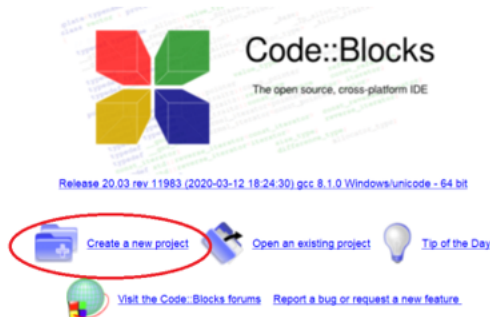 Code::Blocks
The open source, cross-platform IDE
Release 20.03 rev 11983 (2020-03-12 18:24:30) gcc 8.1.0 Windows/unicode - 64 bit
Create a new project Open an existing project Tip of the Day
Visit the Code::Blocks forums Report a bug or request a new feature